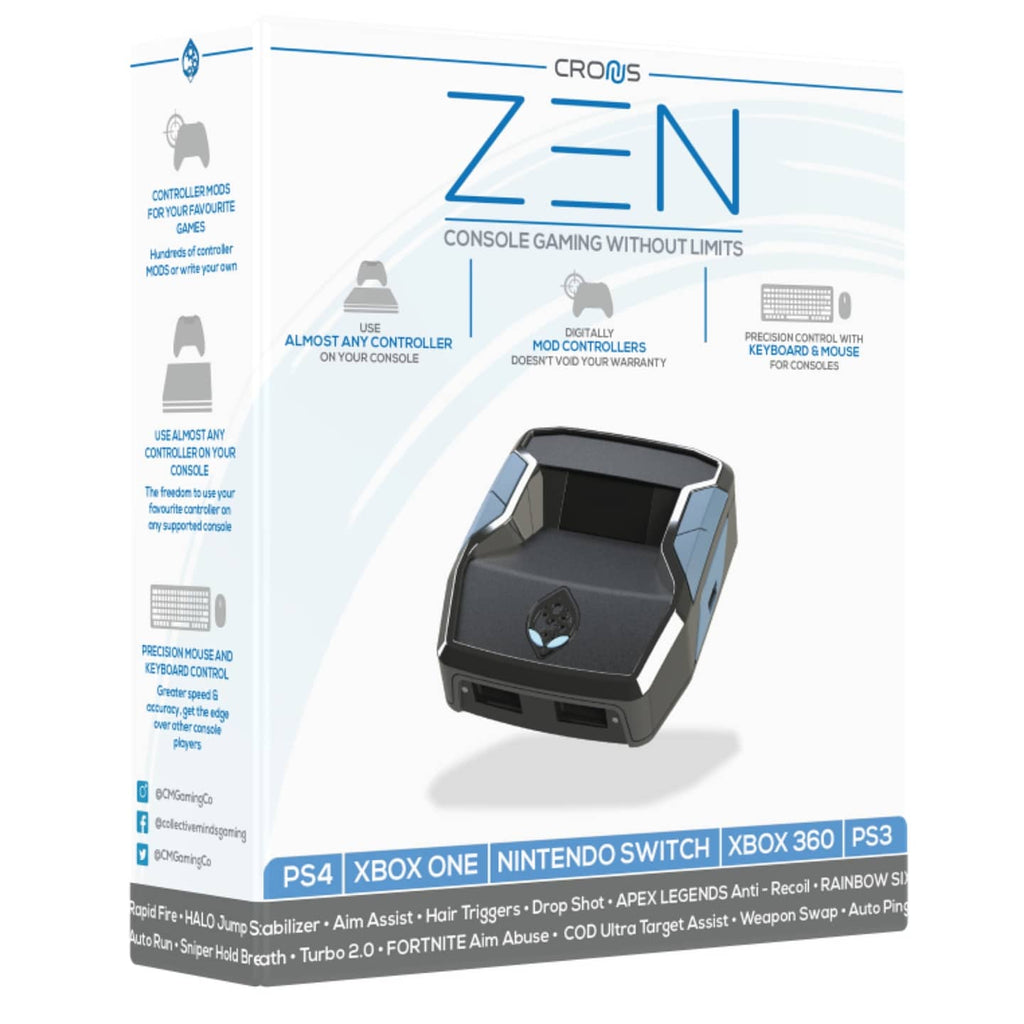 CRONUS
ZEN
CONSOLE GAMING WITHOUT LIMITS
USE
ALMOST ANY CONTROLLER
ON YOUR CONSOLE
DIGITALLY
MOD CONTROLLERS
DOESN'T VOID YOUR WARRANTY
PRECISION CONTROL WITH
KEYBOARD & MOUSE
FOR CONSOLES
CONTROLLER MODS
FOR YOUR FAVOURITE
GAMES
Hundreds of controller
MODS or write your own
USE ALMOST ANY
CONTROLLER ON YOUR
CONSOLE
The freedom to use your
favourite controller on
any supported console
PRECISION MOUSE AND
KEYBOARD CONTROL
Greater speed &
accuracy, get the edge
over other console
players
@CMGamingCo
@collectivemindsgaming
@CMGamingCo
PS4 XBOX ONE NINTENDO SWITCH XBOX 360 PS3
Rapid Fire • HALO Jump Stabilizer • Aim Assist • Hair Triggers • Drop Shot • APEX LEGENDS Anti - Recoil • RAINBOW SIX
Auto Run • Sniper Hold Breath • Turbo 2.0 • FORTNITE Aim Abuse • COD Ultra Target Assist • Weapon Swap • Auto Ping